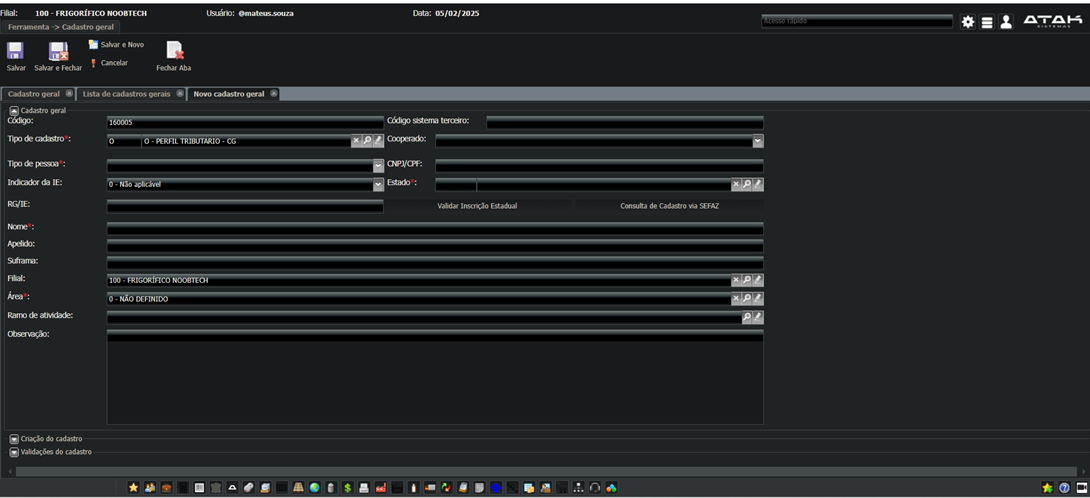 Filial: 100 - FRIGORÍFICO NOOBTECH Usuário: @mateus.souza Data: 05/02/2025
Ferramenta -> Cadastro geral
Acesso rápido
ATAK
SISTEMAS
Salvar
Salvar e Fechar
Salvar e Novo
Cancelar
Fechar Aba
Cadastro geral
Lista de cadastros gerais
Novo cadastro geral
Cadastro geral
Código: 160005 Código sistema terceiro:
Tipo de cadastro*: O O - PERFIL TRIBUTARIO - CG Cooperado:
Tipo de pessoa*: CNPJ/CPF:
Indicador da IE: 0 - Não aplicável Estado*:
RG/IE: Validar Inscrição Estadual Consulta de Cadastro via SEFAZ
Nome*:
Apelido:
Suframa:
Filial: 100 - FRIGORÍFICO NOOBTECH
Área*: 0 - NÃO DEFINIDO
Ramo de atividade:
Observação:
Criação do cadastro
Validações do cadastro